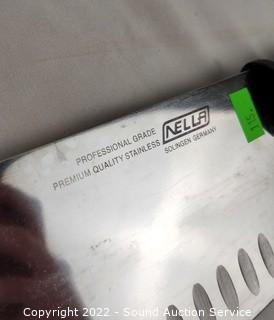 PROFESSIONAL GRADE
PREMIUM QUALITY STAINLESS
NELLA
SOLINGEN GERMANY
Copyright 2022 - Sound Auction Service